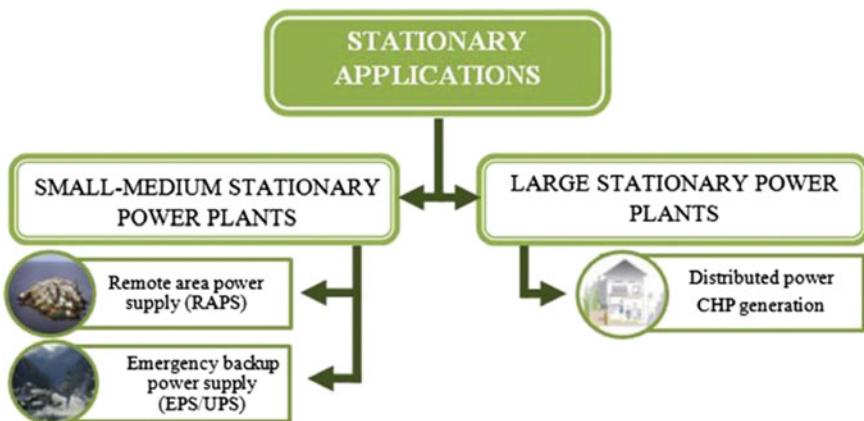 STATIONARY
APPLICATIONS
SMALL-MEDIUM STATIONARY
POWER PLANTS
Remote area power
supply (RAPS)
Emergency backup
power supply
(EPS/UPS)
LARGE STATIONARY POWER
PLANTS
Distributed power
CHP generation